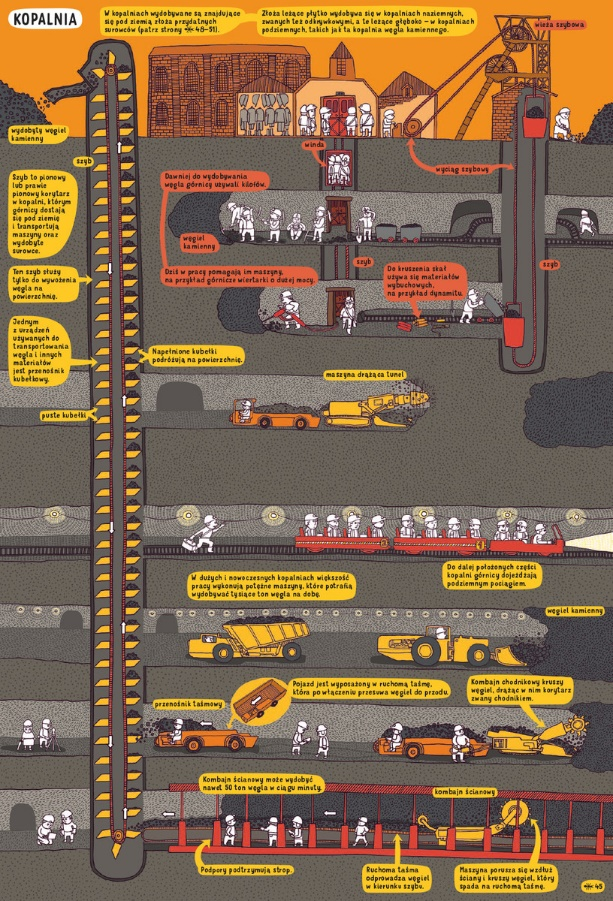 KOPALNIA
W kopalniach wydobywane są znajdujące
się pod ziemią złoża przydatnych
surowców (patrz strony 48-51).
Złoża leżące płytko wydobywa się w kopalniach naziemnych,
zwanych też odkrywkowymi, a te leżące głęboko – w kopalniach
podziemnych, takich jak ta kopalnia węgla kamiennego.
wieża szybowa
wydobyty węgiel
kamienny
szyb
winda
wyciąg szybowy
Szyb to pionowy
lub prawie
pionowy korytarz
w kopalni, którym
górnicy dostają
się pod ziemię
i transportują
maszyny oraz
wydobyte
surowce.
Dawniej do wydobywania
węgla górnicy używali kilofów.
węgiel
kamienny
Dziś w pracy pomagają im maszyny,
na przykład górnicze wiertarki o dużej mocy.
szyb
Do kruszenia skał
używa się materiałów
wybuchowych,
na przykład dynamitu.
szyb
Ten szyb służy
tylko do wywożenia
węgla na
powierzchnię.
Jednym
z urządzeń
używanych do
transportowania
węgla i innych
materiałów
jest przenośnik
kubełkowy.
Napełnione kubełki
podróżują na powierzchnię.
maszyna drążąca tunel
puste kubełki
Do dalej położonych części
kopalni górnicy dojeżdżają
podziemnym pociągiem.
W dużych i nowoczesnych kopalniach większość
pracy wykonują potężne maszyny, które potrafią
wydobywać tysiące ton węgla na dobę.
węgiel kamienny
przenośnik taśmowy
Pojazd jest wyposażony w ruchomą taśmę,
która po włączeniu przesuwa węgiel do przodu.
Kombajn chodnikowy kruszy
węgiel, drążąc w nim korytarz
zwany chodnikiem.
Kombajn ścianowy może wydobyć
nawet 50 ton węgla w ciągu minuty.
kombajn ścianowy
Podpory podtrzymują strop.
Ruchoma taśma
odprowadza węgiel
w kierunku szybu.
Maszyna porusza się wzdłuż
ściany i kruszy węgiel, który
spada na ruchomą taśmę.
45